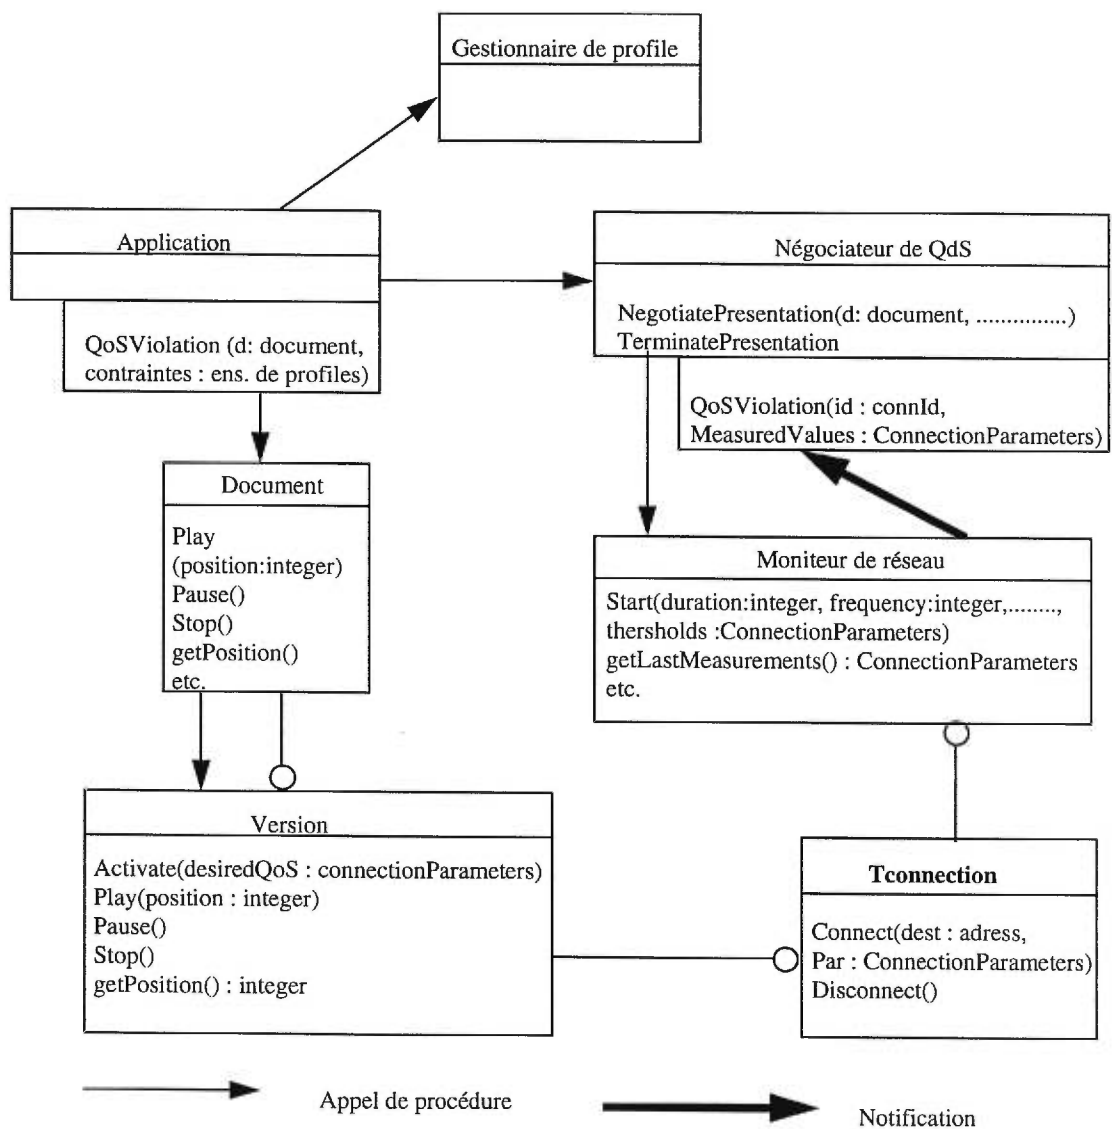 Gestionnaire de profile
Application
QoSViolation (d: document,
contraintes : ens. de profiles)
Négociateur de QdS
NegotiatePresentation(d: document, ...............)
TerminatePresentation
QoSViolation(id : connId,
MeasuredValues : ConnectionParameters)
Document
Play
(position:integer)
Pause()
Stop()
getPosition()
etc.
Moniteur de réseau
Start(duration:integer, frequency:integer,........,
thersholds :ConnectionParameters)
getLastMeasurements() : ConnectionParameters
etc.
Version
Activate(desiredQoS : connectionParameters)
Play(position : integer)
Pause()
Stop()
getPosition() : integer
Tconnection
Connect(dest : adress,
Par : ConnectionParameters)
Disconnect()
Appel de procédure
Notification